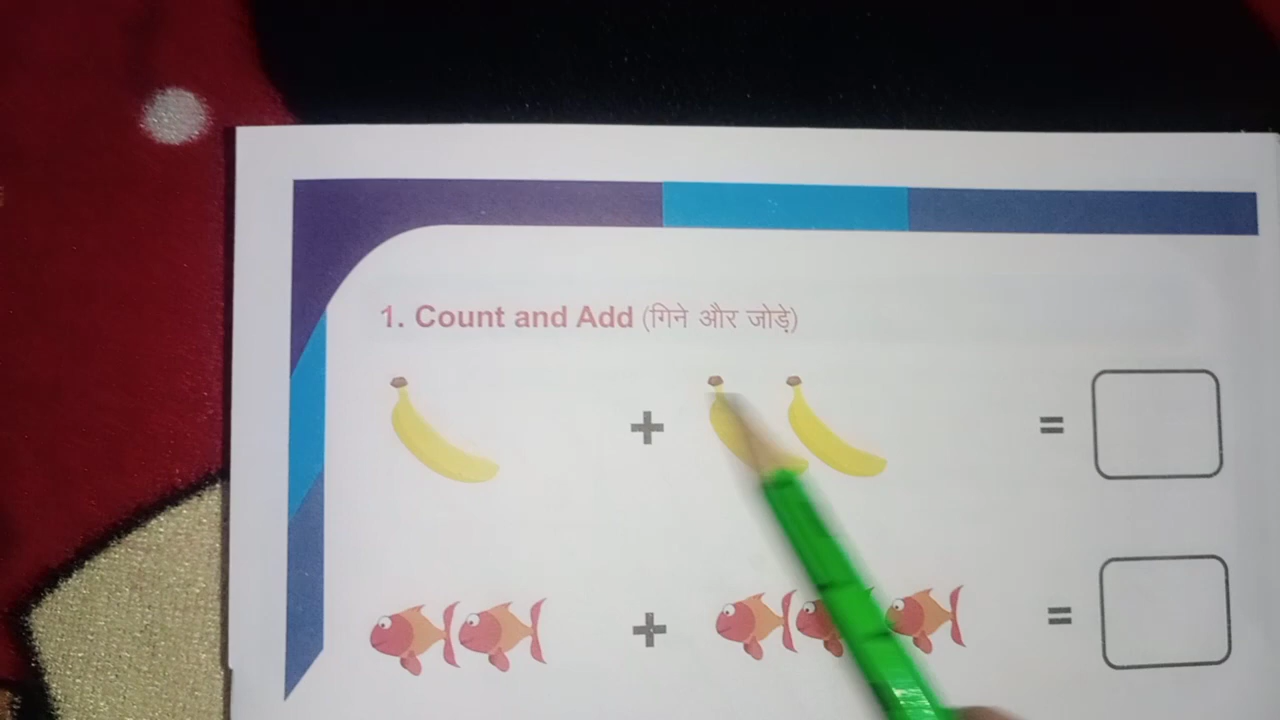 1. Count and Add (गिने और जोड़े)
+ =
+ =